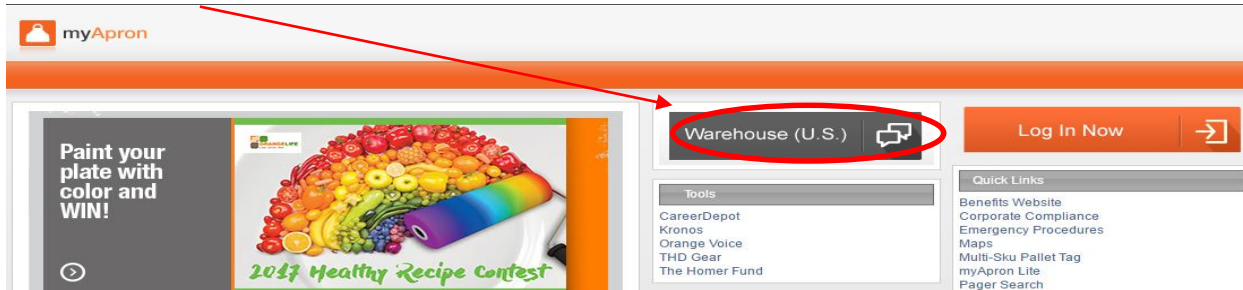 myApron
Paint your
plate with
color and
WIN!
ORANGELIFE
2017 Healthy Recipe Contest
Warehouse (U.S.)
Tools
CareerDepot
Kronos
Orange Voice
THD Gear
The Homer Fund
Log In Now
Quick Links
Benefits Website
Corporate Compliance
Emergency Procedures
Maps
Multi-Sku Pallet Tag
myApron Lite
Pager Search